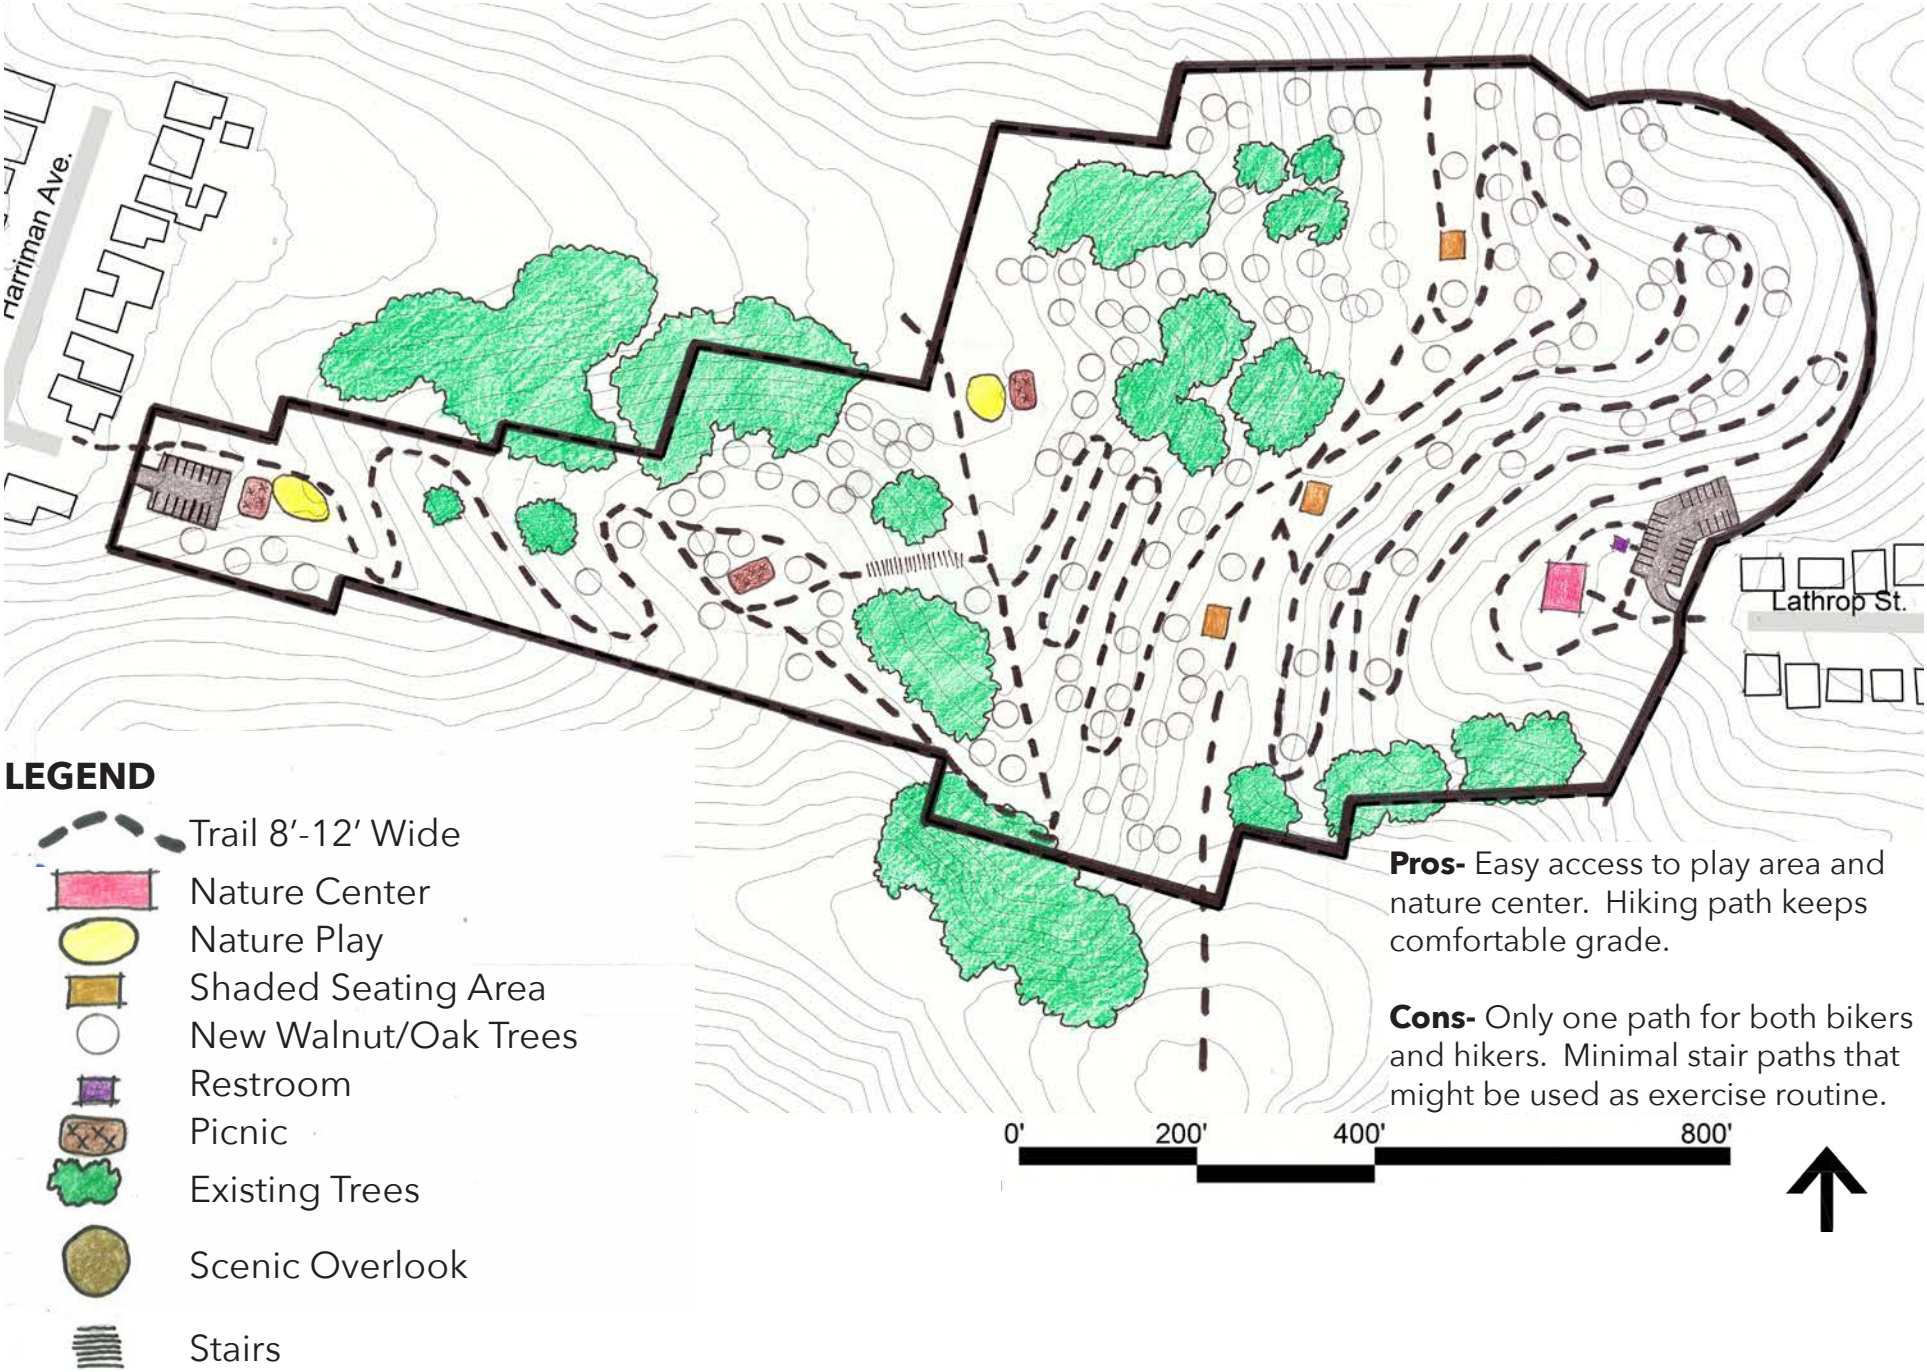 Harriman Ave.
Lathrop St.
LEGEND
Trail 8’-12’ Wide
Nature Center
Nature Play
Shaded Seating Area
New Walnut/Oak Trees
Restroom
Picnic
Existing Trees
Scenic Overlook
Stairs
Pros- Easy access to play area and
nature center. Hiking path keeps
comfortable grade.
Cons- Only one path for both bikers
and hikers. Minimal stair paths that
might be used as exercise routine.
0' 200' 400' 800'